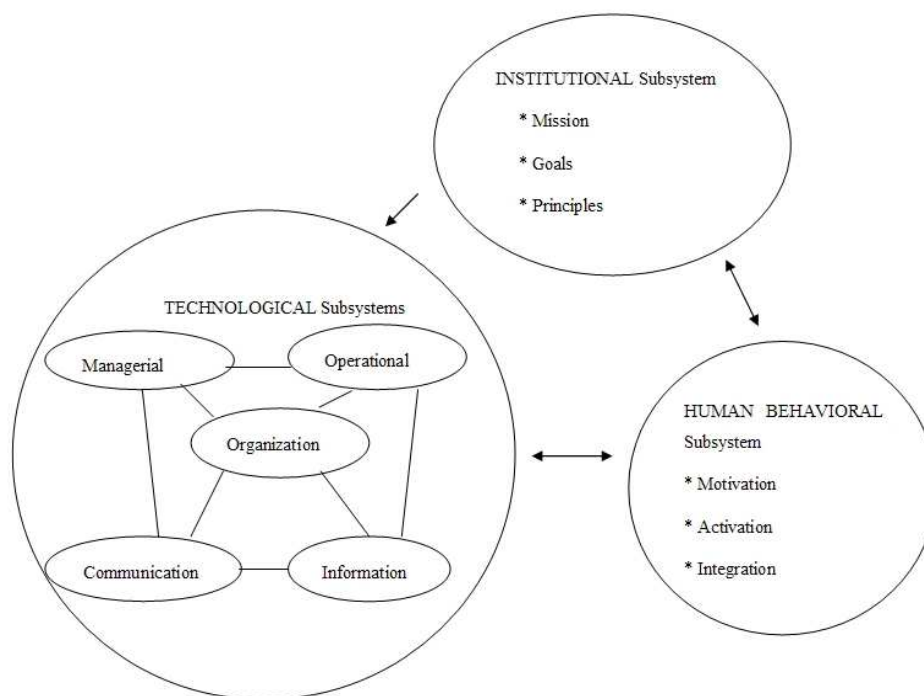 INSTITUTIONAL Subsystem
* Mission
* Goals
* Principles
TECHNOLOGICAL Subsystems
Managerial
Operational
Organization
Communication
Information
HUMAN BEHAVIORAL
Subsystem
* Motivation
* Activation
* Integration